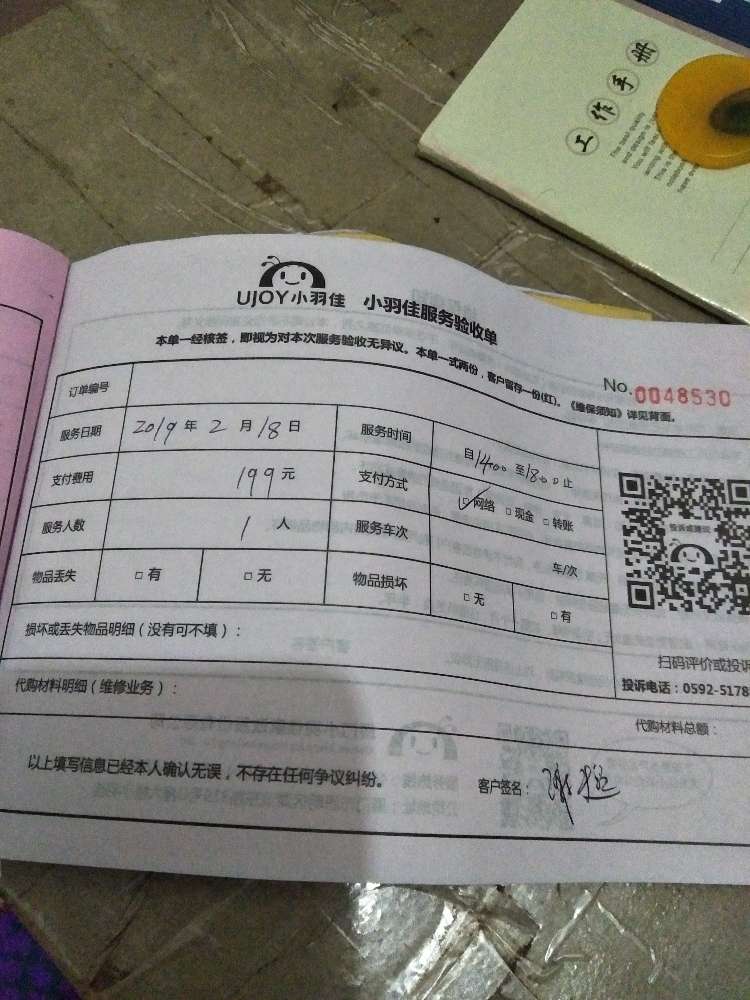 工作手册
The best quality
UJOY小羽佳 小羽佳服务验收单
本单一经核签，即视为对本次服务验收无异议。本单一式两份，客户留存一份(红)。《维保须知》详见背面。
No.0048530
订单编号
服务日期 2019年2月18日 服务时间 自14:00至18:00止
支付费用 199元 支付方式 ☑网络 □现金 □转账
服务人数 1人 服务车次 车/次
物品丢失 □有 □无 物品损坏 □无 □有
投诉或建议
扫码评价或投诉
投诉电话：0592-5178
损坏或丢失物品明细（没有可不填）：
代购材料明细（维修业务）： 代购材料总额：
以上填写信息已经本人确认无误，不存在任何争议纠纷。 客户签名：